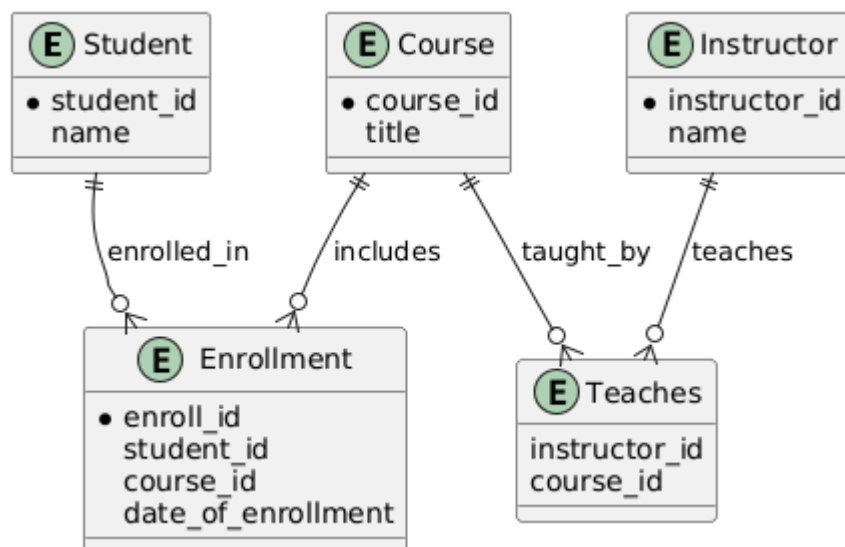 E Student
* student_id
name
E Course
* course_id
title
E Instructor
* instructor_id
name
enrolled_in
includes
taught_by
teaches
E Enrollment
* enroll_id
student_id
course_id
date_of_enrollment
E Teaches
instructor_id
course_id